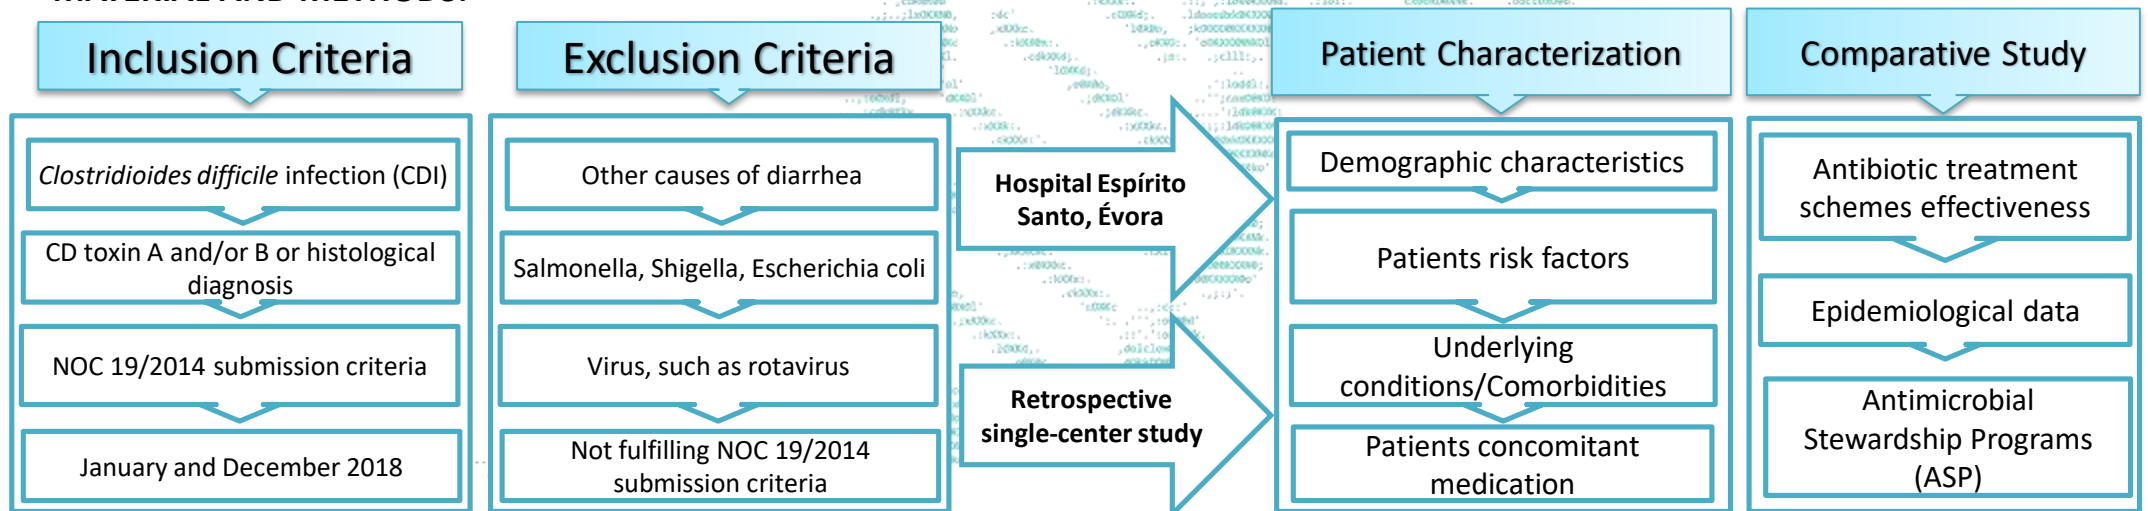 MATERIAL AND METHODS:
Inclusion Criteria
Clostridioides difficile infection (CDI)
CD toxin A and/or B or histological
diagnosis
NOC 19/2014 submission criteria
January and December 2018
Exclusion Criteria
Other causes of diarrhea
Salmonella, Shigella, Escherichia coli
Virus, such as rotavirus
Not fulfilling NOC 19/2014
submission criteria
Hospital Espírito
Santo, Évora
Retrospective
single-center study
Patient Characterization
Demographic characteristics
Patients risk factors
Underlying
conditions/Comorbidities
Patients concomitant
medication
Comparative Study
Antibiotic treatment
schemes effectiveness
Epidemiological data
Antimicrobial
Stewardship Programs
(ASP)